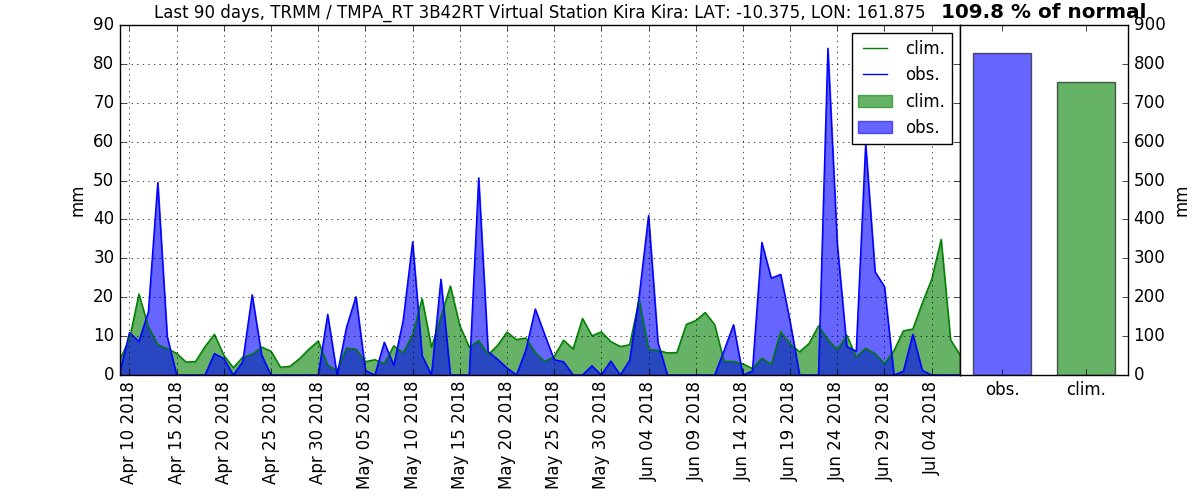 Last 90 days, TRMM / TMPA_RT 3B42RT Virtual Station Kira Kira: LAT: -10.375, LON: 161.875 109.8 % of normal
90 900
80 800
70 700
60 600
50 500
40 400
30 300
20 200
10 100
0 0
mm
mm
clim.
obs.
clim.
obs.
obs. clim.
Apr 10 2018
Apr 15 2018
Apr 20 2018
Apr 25 2018
Apr 30 2018
May 05 2018
May 10 2018
May 15 2018
May 20 2018
May 25 2018
May 30 2018
Jun 04 2018
Jun 09 2018
Jun 14 2018
Jun 19 2018
Jun 24 2018
Jun 29 2018
Jul 04 2018